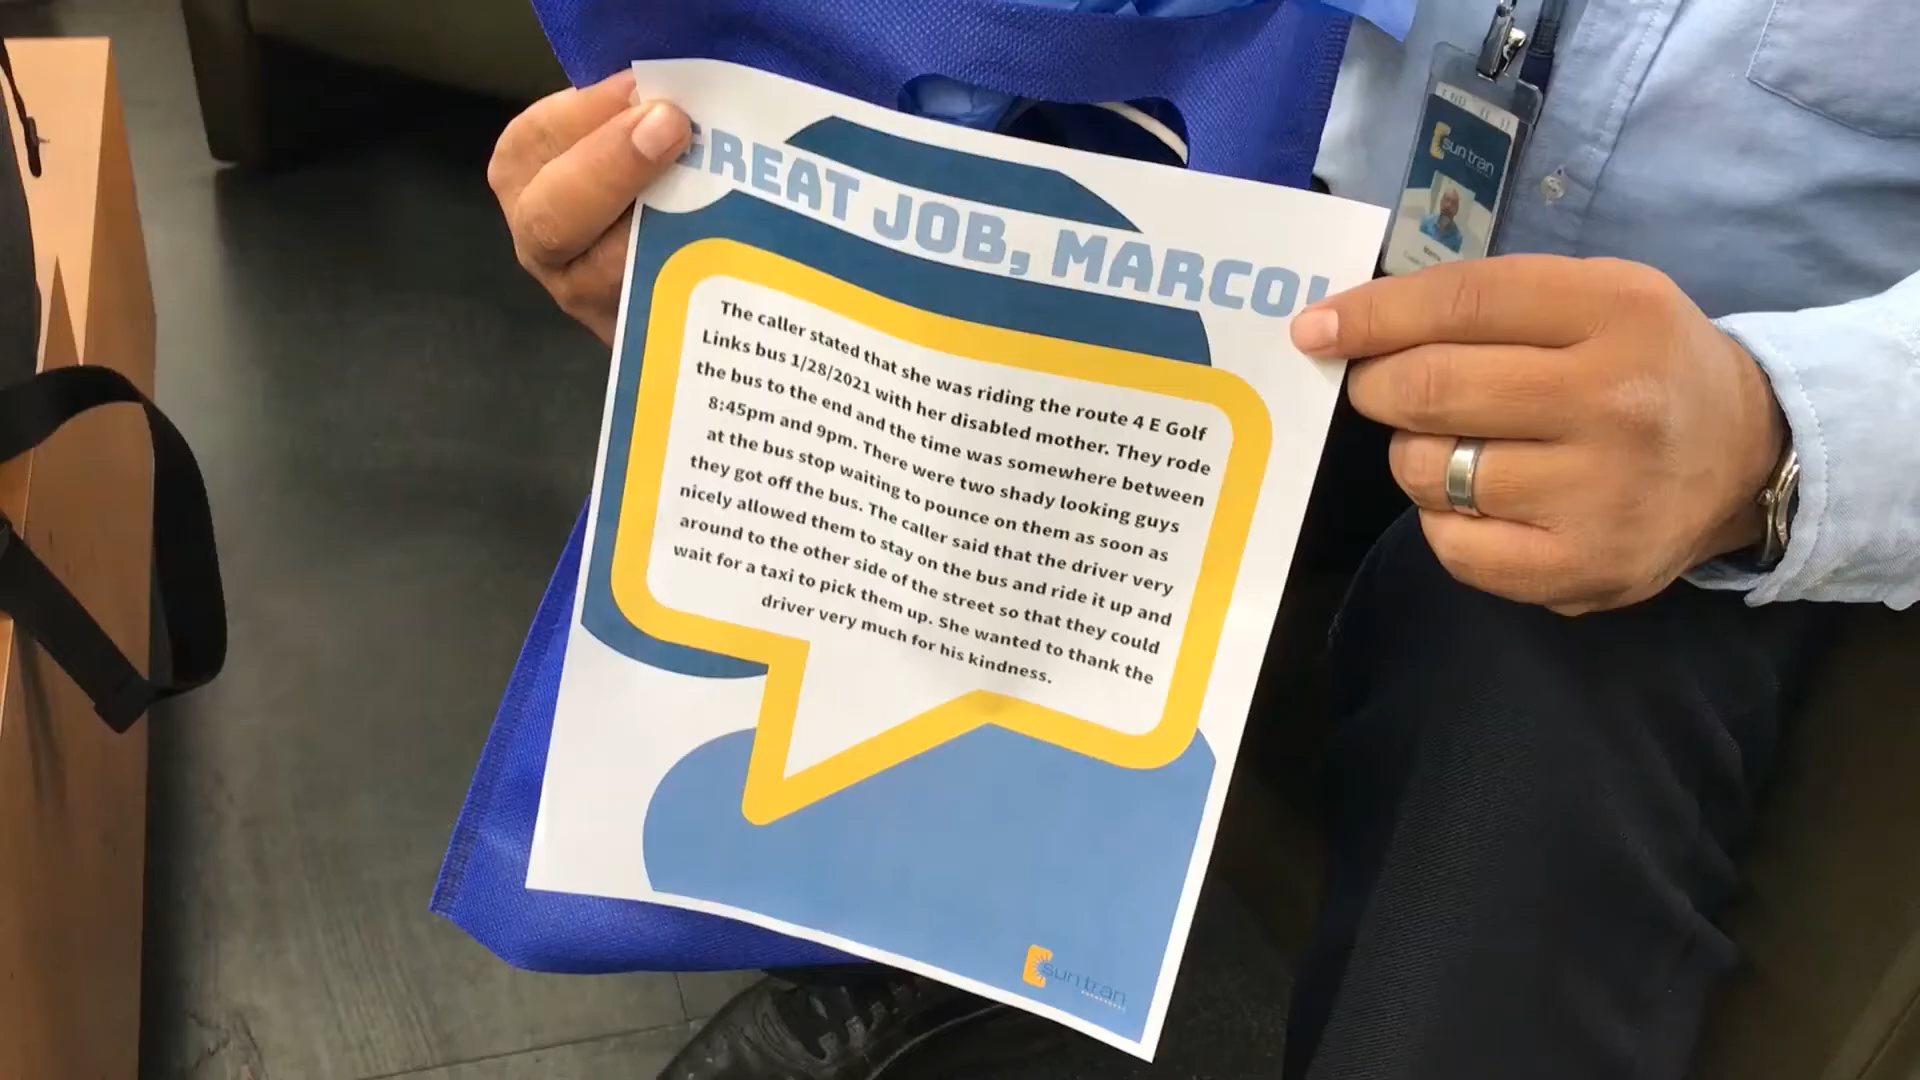 GREAT JOB, MARCO!
The caller stated that she was riding the route 4 E Golf
Links bus 1/28/2021 with her disabled mother. They rode
the bus to the end and the time was somewhere between
8:45pm and 9pm. There were two shady looking guys
at the bus stop waiting to pounce on them as soon as
they got off the bus. The caller said that the driver very
nicely allowed them to stay on the bus and ride it up and
around to the other side of the street so that they could
wait for a taxi to pick them up. She wanted to thank the
driver very much for his kindness.
sun tran
sun tran